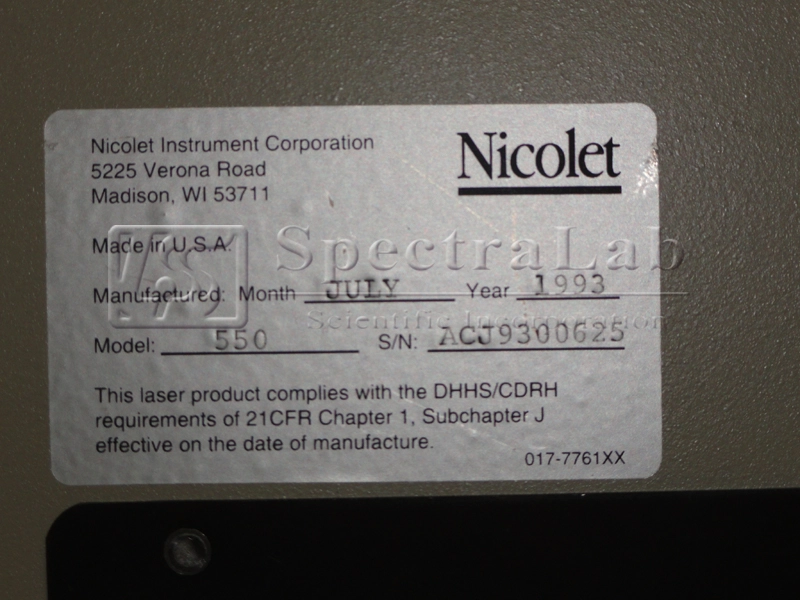 Nicolet Instrument Corporation
5225 Verona Road
Madison, WI 53711
Nicolet
Made in U.S.A.
SpectraLab
Scientific Incorporation
Manufactured: Month JULY Year 1993
Model: 550 S/N: ACJ9300625
This laser product complies with the DHHS/CDRH
requirements of 21CFR Chapter 1, Subchapter J
effective on the date of manufacture.
017-7761XX